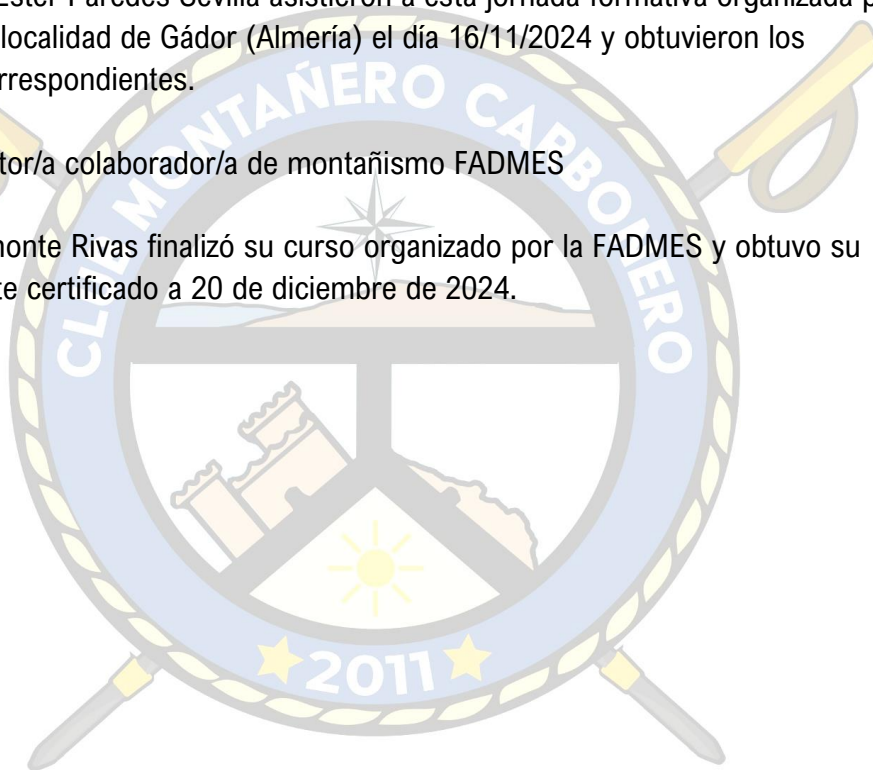 Ester Paredes Sevilla asistieron a esta jornada formativa organizada p
localidad de Gádor (Almería) el día 16/11/2024 y obtuvieron los
rrespondientes.
tor/a colaborador/a de montañismo FADMES
onte Rivas finalizó su curso organizado por la FADMES y obtuvo su
te certificado a 20 de diciembre de 2024.
CLUB MONTAÑERO CARBONERO
2011